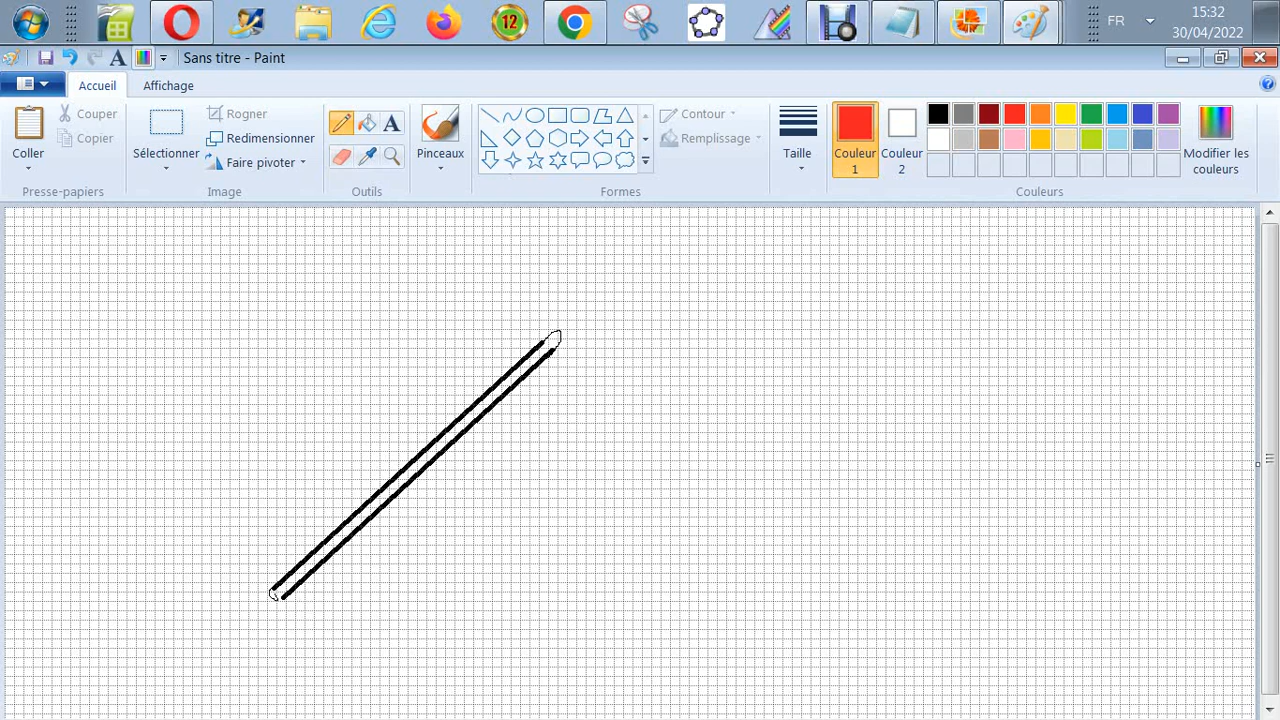 12
FR
15:32
30/04/2022
A
Sans titre - Paint
Accueil
Affichage
Coller
Couper
Copier
Presse-papiers
Sélectionner
Rogner
Redimensionner
Faire pivoter
Image
A
Outils
Pinceaux
Contour
Remplissage
Formes
Taille
Couleur
1
Couleur
2
Modifier les
couleurs
Couleurs